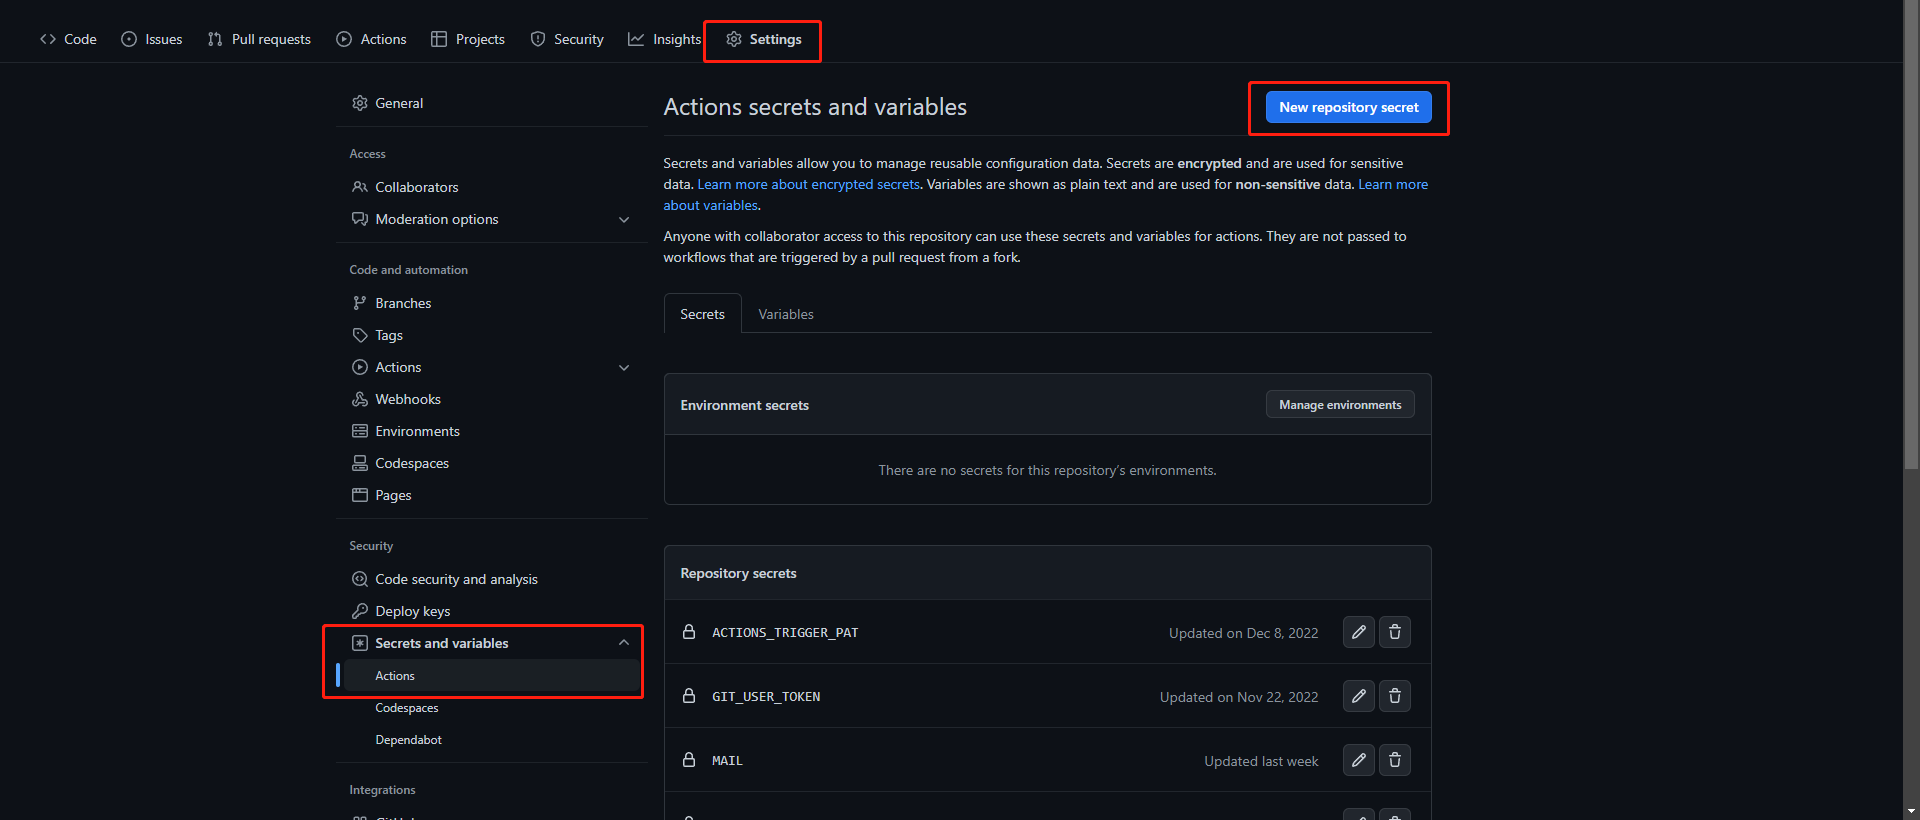 Code Issues Pull requests Actions Projects Security Insights Settings
General
Access
Collaborators
Moderation options
Code and automation
Branches
Tags
Actions
Webhooks
Environments
Codespaces
Pages
Security
Code security and analysis
Deploy keys
Secrets and variables
Actions
Codespaces
Dependabot
Integrations
Actions secrets and variables
New repository secret
Secrets and variables allow you to manage reusable configuration data. Secrets are encrypted and are used for sensitive
data. Learn more about encrypted secrets. Variables are shown as plain text and are used for non-sensitive data. Learn more
about variables.
Anyone with collaborator access to this repository can use these secrets and variables for actions. They are not passed to
workflows that are triggered by a pull request from a fork.
Secrets Variables
Environment secrets
Manage environments
There are no secrets for this repository’s environments.
Repository secrets
ACTIONS_TRIGGER_PAT Updated on Dec 8, 2022
GIT_USER_TOKEN Updated on Nov 22, 2022
MAIL Updated last week